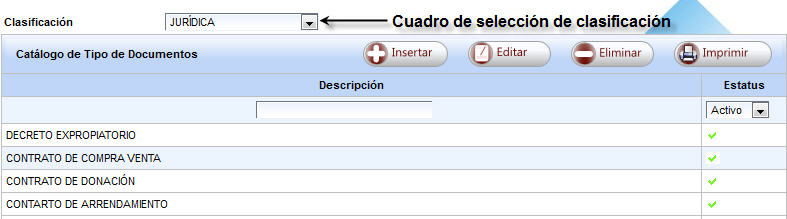 Clasificación JURÍDICA Cuadro de selección de clasificación
Catálogo de Tipo de Documentos Insertar Editar Eliminar Imprimir
Descripción Estatus
Activo
DECRETO EXPROPIATORIO
CONTRATO DE COMPRA VENTA
CONTRATO DE DONACIÓN
CONTARTO DE ARRENDAMIENTO